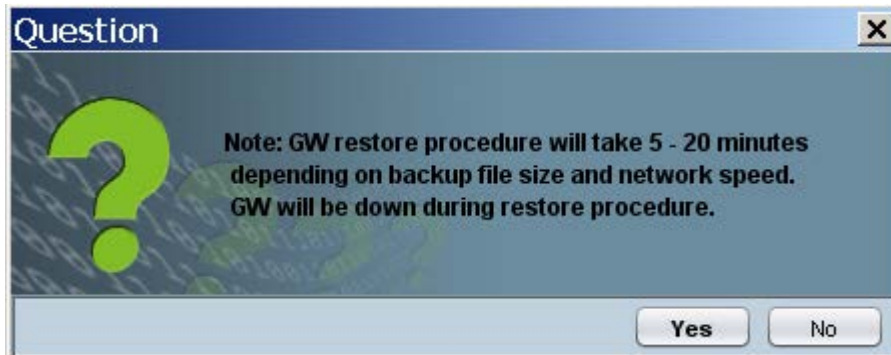 Question
Note: GW restore procedure will take 5 - 20 minutes
depending on backup file size and network speed.
GW will be down during restore procedure.
Yes
No